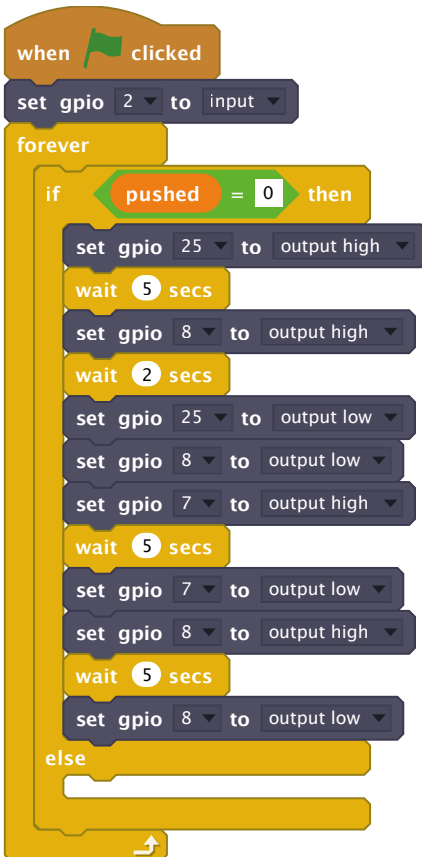 when clicked
set gpio 2 to input
forever
if pushed = 0 then
set gpio 25 to output high
wait 5 secs
set gpio 8 to output high
wait 2 secs
set gpio 25 to output low
set gpio 8 to output low
set gpio 7 to output high
wait 5 secs
set gpio 7 to output low
set gpio 8 to output high
wait 5 secs
set gpio 8 to output low
else